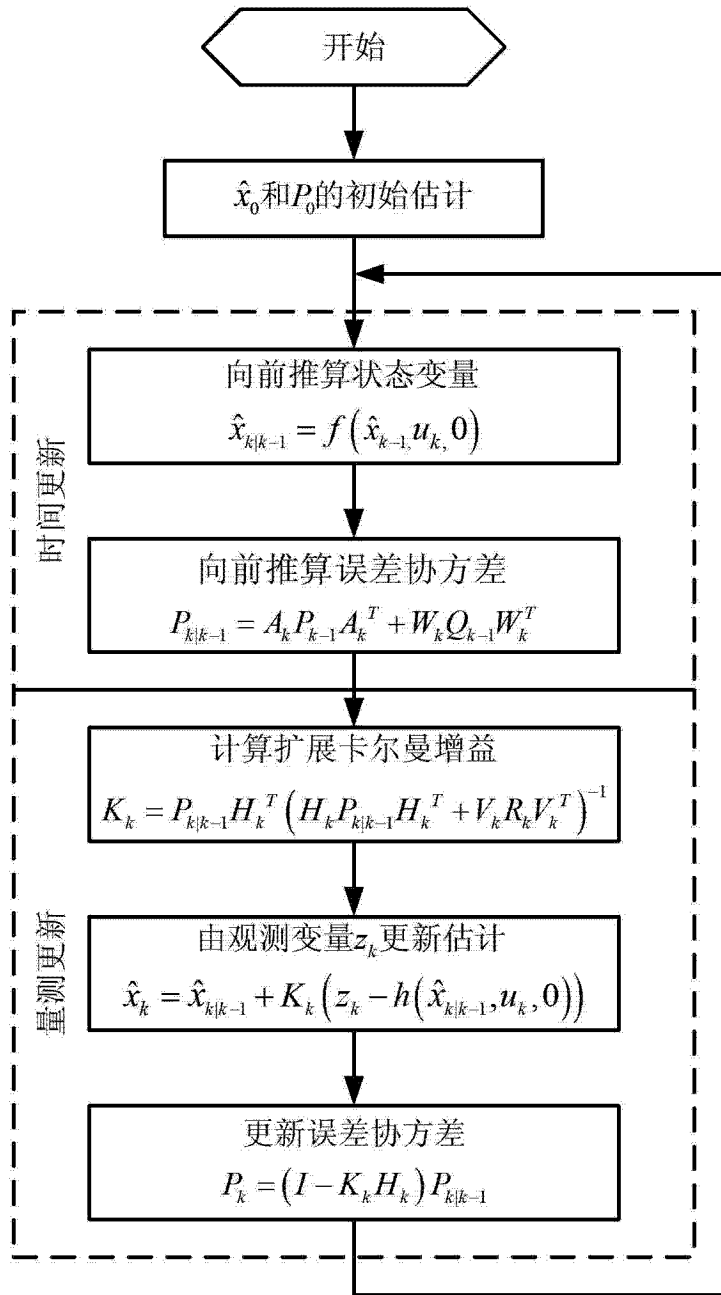 开始
x̂₀和P₀的初始估计
时间更新
向前推算状态变量
x̂ₖ|ₖ₋₁ = f(x̂ₖ₋₁, uₖ, 0)
向前推算误差协方差
Pₖ|ₖ₋₁ = AₖPₖ₋₁Aₖᵀ + WₖQₖ₋₁Wₖᵀ
量测更新
计算扩展卡尔曼增益
Kₖ = Pₖ|ₖ₋₁Hₖᵀ(HₖPₖ|ₖ₋₁Hₖᵀ + VₖRₖVₖᵀ)⁻¹
由观测变量zₖ更新估计
x̂ₖ = x̂ₖ|ₖ₋₁ + Kₖ(zₖ − h(x̂ₖ|ₖ₋₁, uₖ, 0))
更新误差协方差
Pₖ = (I − KₖHₖ)Pₖ|ₖ₋₁